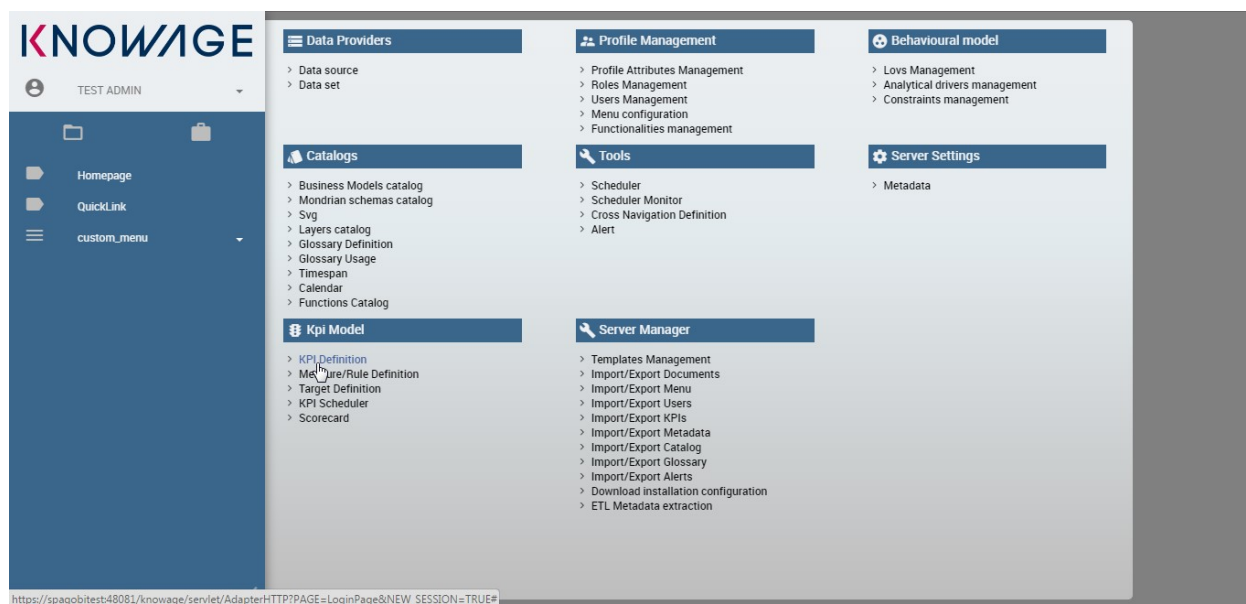 KNOWAGE
TEST ADMIN
Homepage
QuickLink
custom_menu
Data Providers
> Data source
> Data set
Profile Management
> Profile Attributes Management
> Roles Management
> Users Management
> Menu configuration
> Functionalities management
Behavioural model
> Lovs Management
> Analytical drivers management
> Constraints management
Catalogs
> Business Models catalog
> Mondrian schemas catalog
> Svg
> Layers catalog
> Glossary Definition
> Glossary Usage
> Timespan
> Calendar
> Functions Catalog
Tools
> Scheduler
> Scheduler Monitor
> Cross Navigation Definition
> Alert
Server Settings
> Metadata
Kpi Model
> KPI Definition
> Measure/Rule Definition
> Target Definition
> KPI Scheduler
> Scorecard
Server Manager
> Templates Management
> Import/Export Documents
> Import/Export Menu
> Import/Export Users
> Import/Export KPIs
> Import/Export Metadata
> Import/Export Catalog
> Import/Export Glossary
> Import/Export Alerts
> Download installation configuration
> ETL Metadata extraction
https://spagobitest:48081/knowage/servlet/AdapterHTTP?PAGE=LoginPage&NEW_SESSION=TRUE#